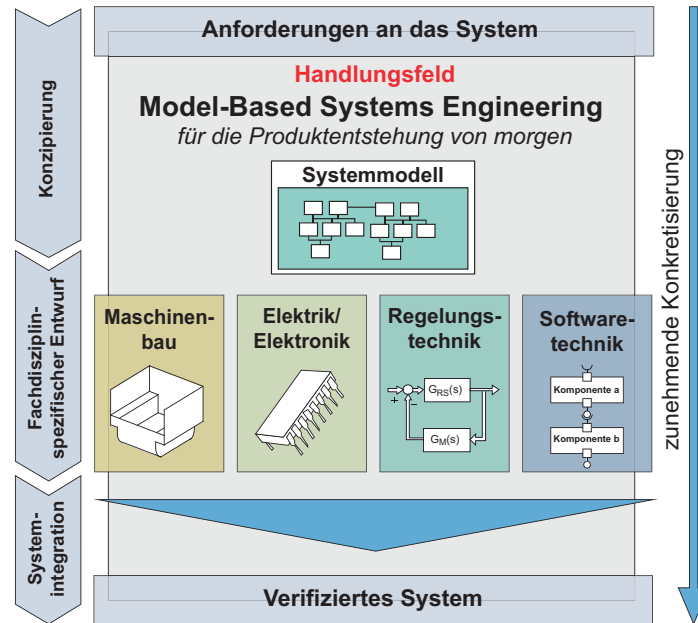 Anforderungen an das System
Handlungsfeld
Model-Based Systems Engineering
für die Produktentstehung von morgen
Systemmodell
Konzipierung
Fachdisziplin-
spezifischer Entwurf
System-
integration
Maschinen-
bau
Elektrik/
Elektronik
Regelungs-
technik
G_RS(s)
+
−
G_M(s)
Software-
technik
Komponente a
Komponente b
zunehmende Konkretisierung
Verifiziertes System